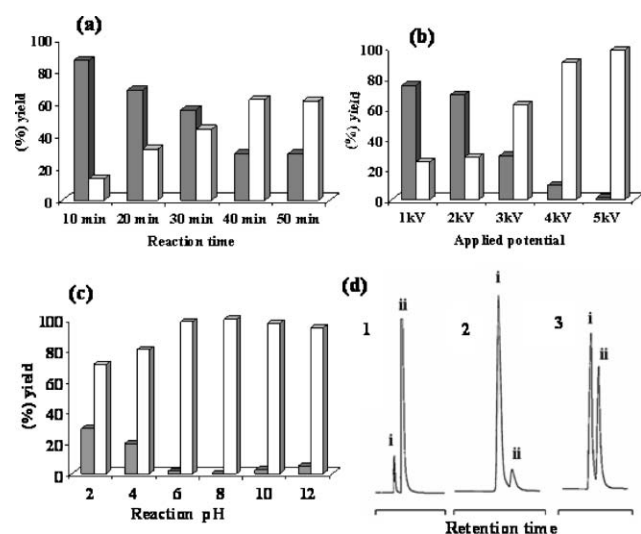 (a)
100
80
60
40
20
0
(%) yield
10 min 20 min 30 min 40 min 50 min
Reaction time
(b)
100
80
60
40
20
0
(%) yield
1kV 2kV 3kV 4kV 5kV
Applied potential
(c)
100
80
60
40
20
0
(%) yield
2 4 6 8 10 12
Reaction pH
(d)
1
i
ii
2
i
ii
3
i
ii
Retention time